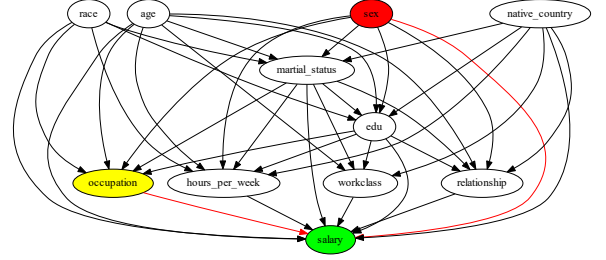 race age sex native_country
martial_status
edu
occupation hours_per_week workclass relationship
salary